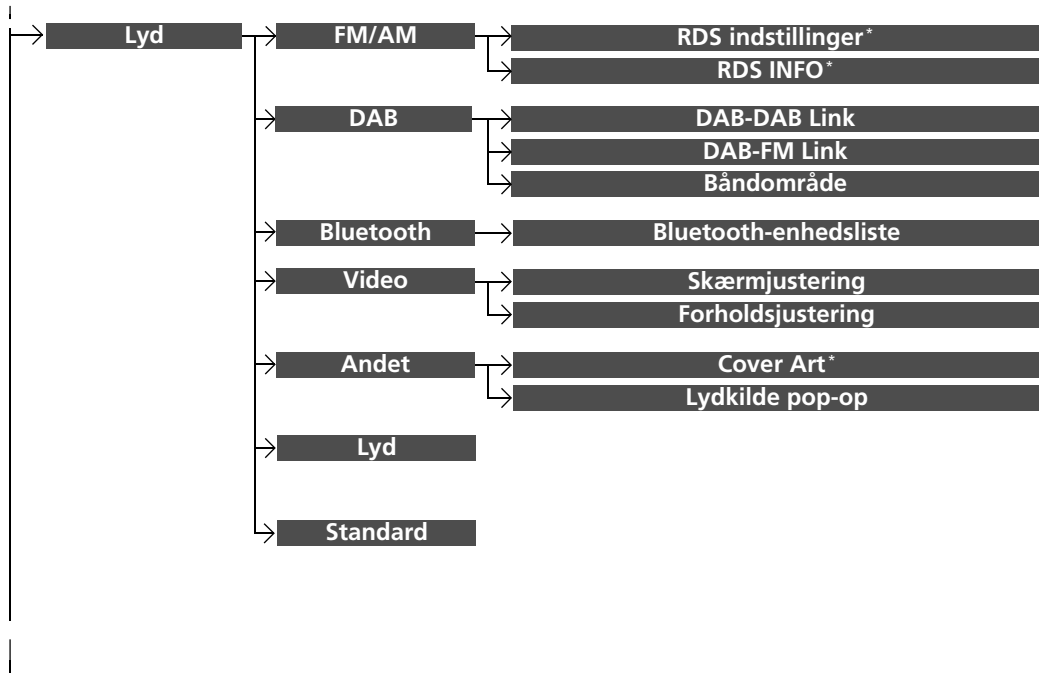 Lyd
FM/AM
RDS indstillinger*
RDS INFO*
DAB
DAB-DAB Link
DAB-FM Link
Båndområde
Bluetooth
Bluetooth-enhedsliste
Video
Skærmjustering
Forholdsjustering
Andet
Cover Art*
Lydkilde pop-op
Lyd
Standard